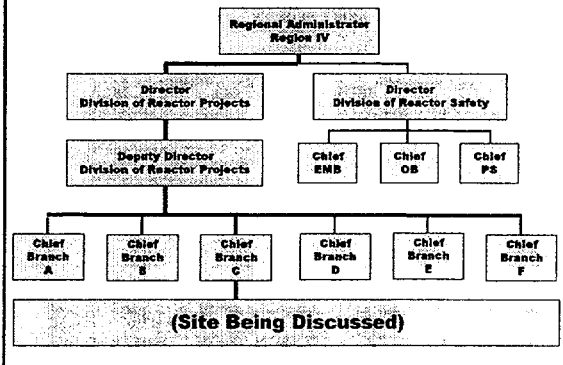 Regional Administrator
Region IV
Director
Division of Reactor Projects
Director
Division of Reactor Safety
Deputy Director
Division of Reactor Projects
Chief
EMB
Chief
OB
Chief
PS
Chief
Branch
A
Chief
Branch
B
Chief
Branch
C
Chief
Branch
D
Chief
Branch
E
Chief
Branch
F
(Site Being Discussed)